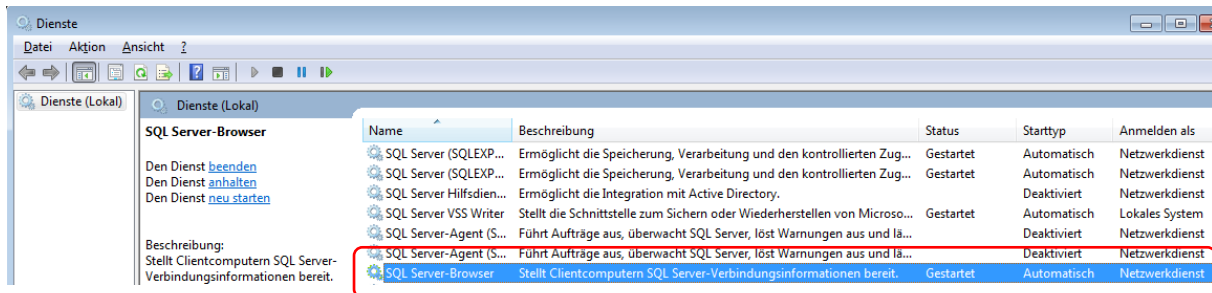 Dienste
Datei Aktion Ansicht ?
Dienste (Lokal)
Dienste (Lokal)
SQL Server-Browser
Den Dienst beenden
Den Dienst anhalten
Den Dienst neu starten
Beschreibung:
Stellt Clientcomputern SQL Server-
Verbindungsinformationen bereit.
Name Beschreibung Status Starttyp Anmelden als
SQL Server (SQLEXP... Ermöglicht die Speicherung, Verarbeitung und den kontrollierten Zug... Gestartet Automatisch Netzwerkdienst
SQL Server (SQLEXP... Ermöglicht die Speicherung, Verarbeitung und den kontrollierten Zug... Gestartet Automatisch Netzwerkdienst
SQL Server Hilfsdien... Ermöglicht die Integration mit Active Directory. Deaktiviert Netzwerkdienst
SQL Server VSS Writer Stellt die Schnittstelle zum Sichern oder Wiederherstellen von Microso... Gestartet Automatisch Lokales System
SQL Server-Agent (S... Führt Aufträge aus, überwacht SQL Server, löst Warnungen aus und lä... Deaktiviert Netzwerkdienst
SQL Server-Agent (S... Führt Aufträge aus, überwacht SQL Server, löst Warnungen aus und lä... Deaktiviert Netzwerkdienst
SQL Server-Browser Stellt Clientcomputern SQL Server-Verbindungsinformationen bereit. Gestartet Automatisch Netzwerkdienst